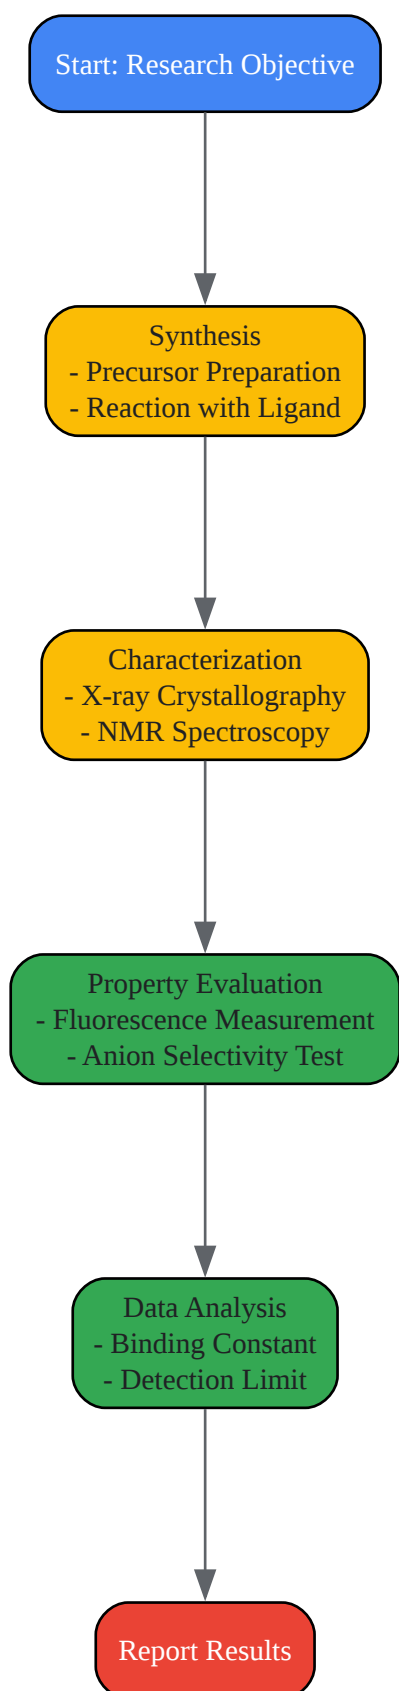 Start: Research Objective
Synthesis
- Precursor Preparation
- Reaction with Ligand
Characterization
- X-ray Crystallography
- NMR Spectroscopy
Property Evaluation
- Fluorescence Measurement
- Anion Selectivity Test
Data Analysis
- Binding Constant
- Detection Limit
Report Results